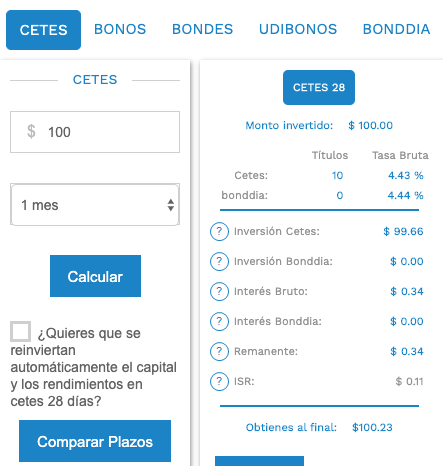 CETES BONOS BONDES UDIBONOS BONDDIA
CETES
$ 100
1 mes
Calcular
¿Quieres que se
reinviertan
automáticamente el capital
y los rendimientos en
cetes 28 días?
Comparar Plazos
CETES 28
Monto invertido: $ 100.00
Títulos Tasa Bruta
Cetes: 10 4.43 %
bonddia: 0 4.44 %
? Inversión Cetes: $ 99.66
? Inversión Bonddia: $ 0.00
? Interés Bruto: $ 0.34
? Interés Bonddia: $ 0.00
? Remanente: $ 0.34
? ISR: $ 0.11
Obtienes al final: $100.23